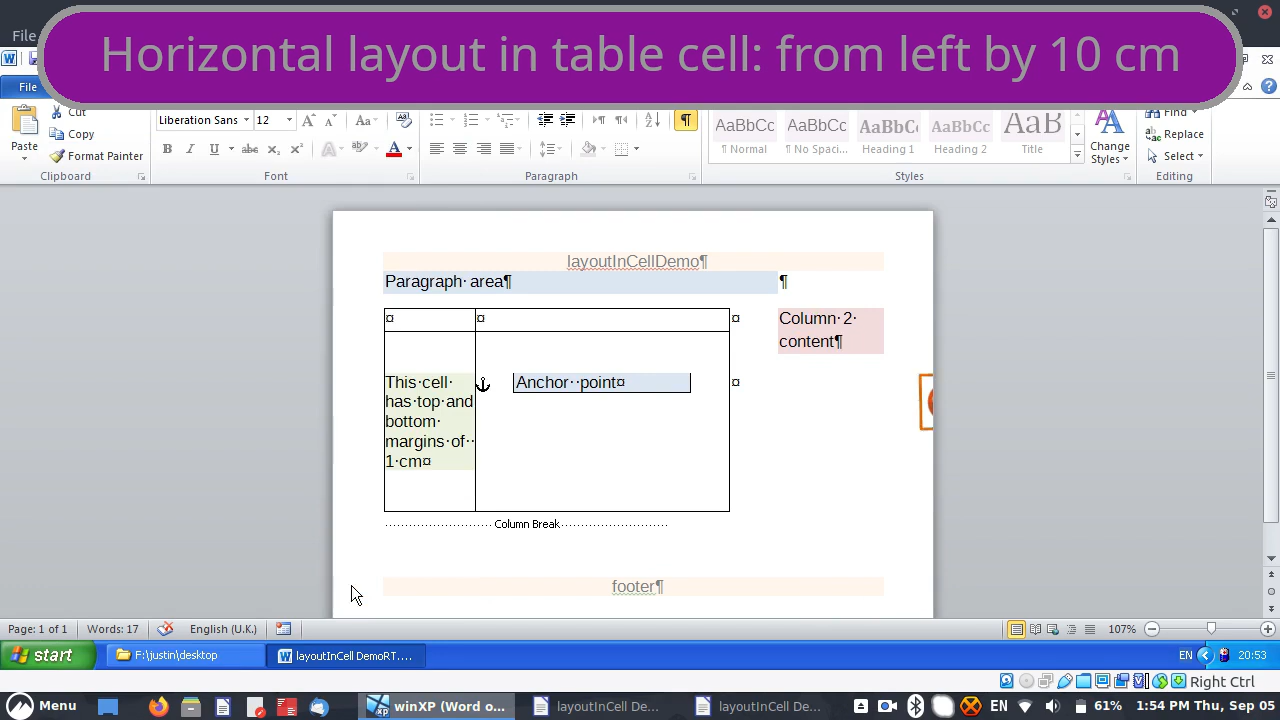 Horizontal layout in table cell: from left by 10 cm
File
File
Cut
Copy
Format Painter
Paste
Clipboard
Liberation Sans
12
Font
Paragraph
AaBbCc
¶ Normal
AaBbCc
¶ No Spaci...
AaBbCc
Heading 1
AaBbCc
Heading 2
AaB
Title
Change Styles
Styles
Find
Replace
Select
Editing
layoutInCellDemo¶
Paragraph·area¶
¶
¤ ¤ ¤
Column·2·
content¶
This·cell·
has·top·and
bottom·
margins·of··
1·cm¤
Anchor··point¤
¤
Column Break
footer¶
Page: 1 of 1 Words: 17 English (U.K.) 107%
start F:\justin\desktop layoutInCell DemoRT.... EN 20:53
Right Ctrl
Menu winXP (Word o... layoutInCell De... layoutInCell De... EN 61% 1:54 PM Thu, Sep 05